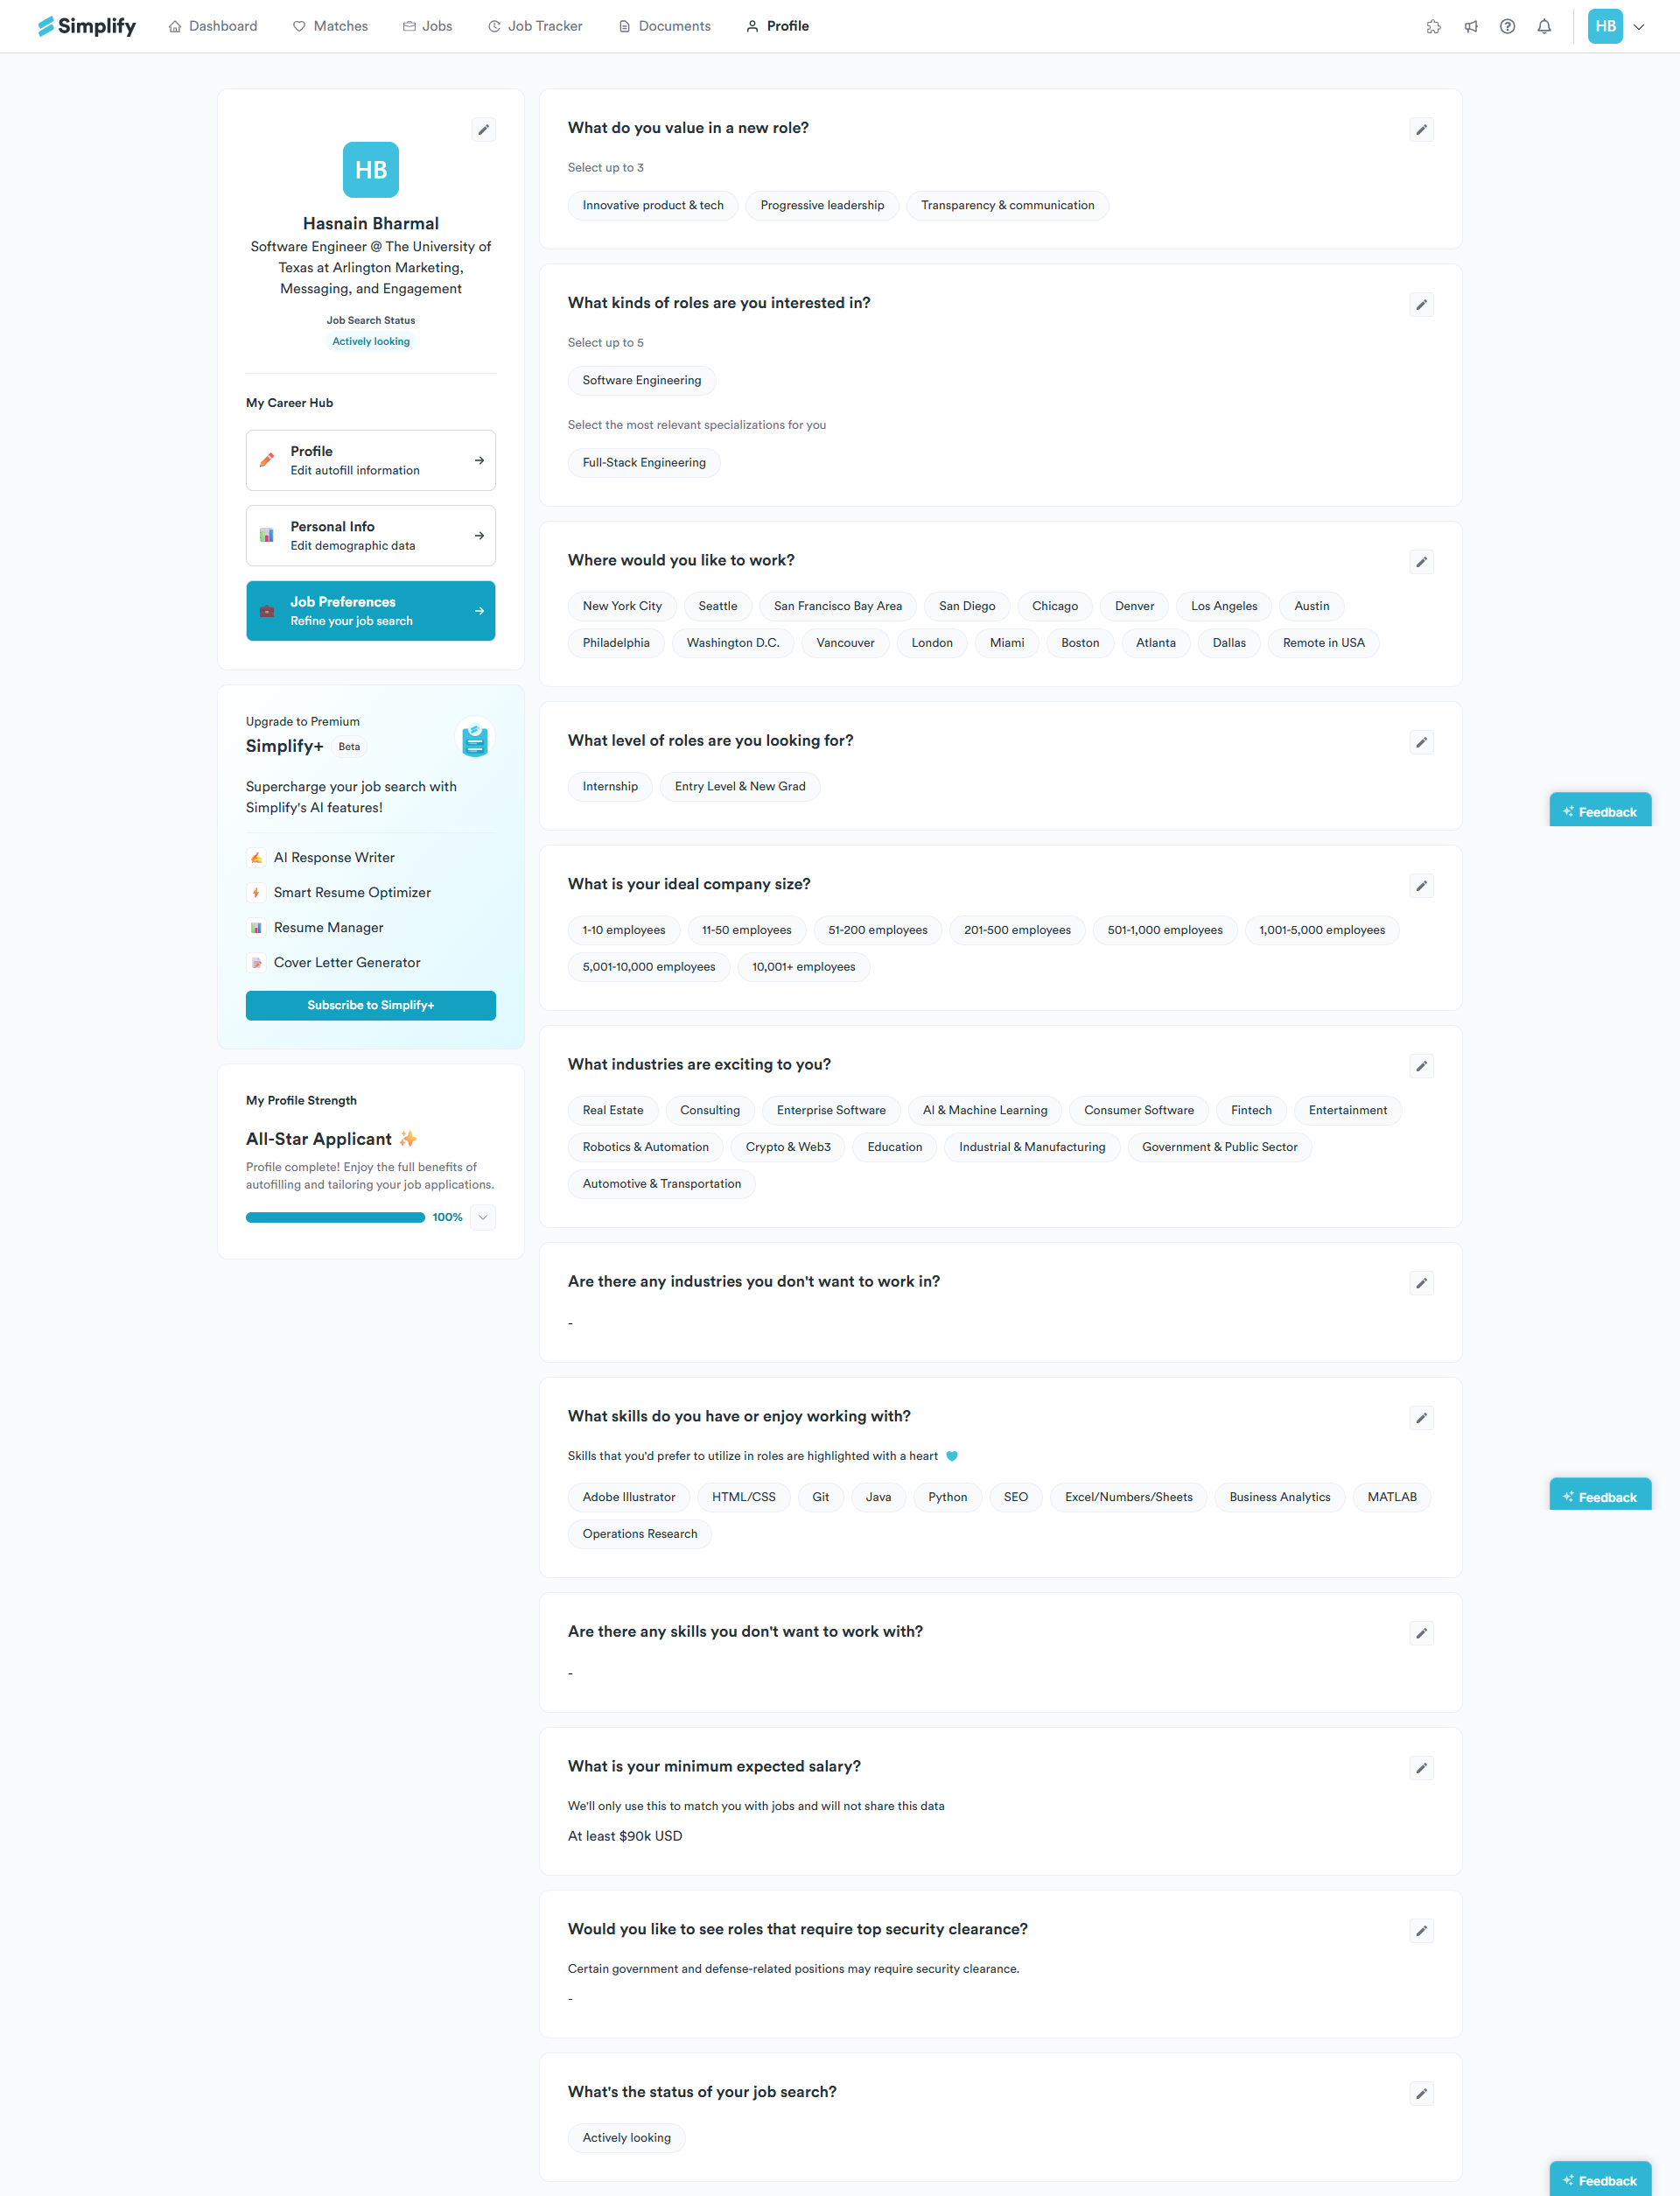 Simplify
Dashboard
Matches
Jobs
Job Tracker
Documents
Profile
HB
HB
Hasnain Bharmal
Software Engineer @ The University of
Texas at Arlington Marketing,
Messaging, and Engagement
Job Search Status
Actively looking
My Career Hub
Profile
Edit autofill information
Personal Info
Edit demographic data
Job Preferences
Refine your job search
Upgrade to Premium
Simplify+ Beta
Supercharge your job search with
Simplify's AI features!
AI Response Writer
Smart Resume Optimizer
Resume Manager
Cover Letter Generator
Subscribe to Simplify+
My Profile Strength
All-Star Applicant ✨
Profile complete! Enjoy the full benefits of
autofilling and tailoring your job applications.
100%
What do you value in a new role?
Select up to 3
Innovative product & tech Progressive leadership Transparency & communication
What kinds of roles are you interested in?
Select up to 5
Software Engineering
Select the most relevant specializations for you
Full-Stack Engineering
Where would you like to work?
New York City Seattle San Francisco Bay Area San Diego Chicago Denver Los Angeles Austin
Philadelphia Washington D.C. Vancouver London Miami Boston Atlanta Dallas Remote in USA
What level of roles are you looking for?
Internship Entry Level & New Grad
Feedback
What is your ideal company size?
1-10 employees 11-50 employees 51-200 employees 201-500 employees 501-1,000 employees 1,001-5,000 employees
5,001-10,000 employees 10,001+ employees
What industries are exciting to you?
Real Estate Consulting Enterprise Software AI & Machine Learning Consumer Software Fintech Entertainment
Robotics & Automation Crypto & Web3 Education Industrial & Manufacturing Government & Public Sector
Automotive & Transportation
Are there any industries you don't want to work in?
-
What skills do you have or enjoy working with?
Skills that you'd prefer to utilize in roles are highlighted with a heart
Adobe Illustrator HTML/CSS Git Java Python SEO Excel/Numbers/Sheets Business Analytics MATLAB
Operations Research
Feedback
Are there any skills you don't want to work with?
-
What is your minimum expected salary?
We'll only use this to match you with jobs and will not share this data
At least $90k USD
Would you like to see roles that require top security clearance?
Certain government and defense-related positions may require security clearance.
-
What's the status of your job search?
Actively looking
Feedback